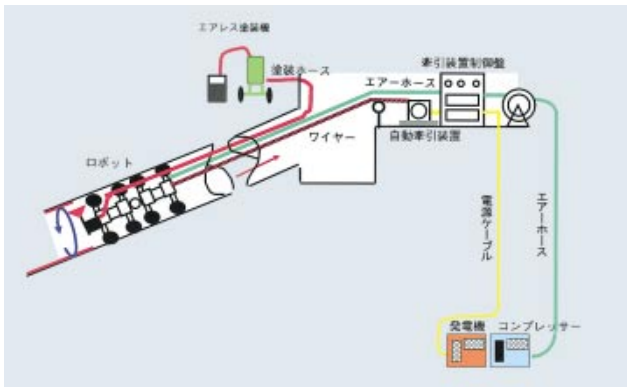 エアレス塗装機
塗装ホース
エアーホース
牽引装置制御盤
ロボット
ワイヤー
自動牽引装置
電源ケーブル
エアーホース
発電機
コンプレッサー